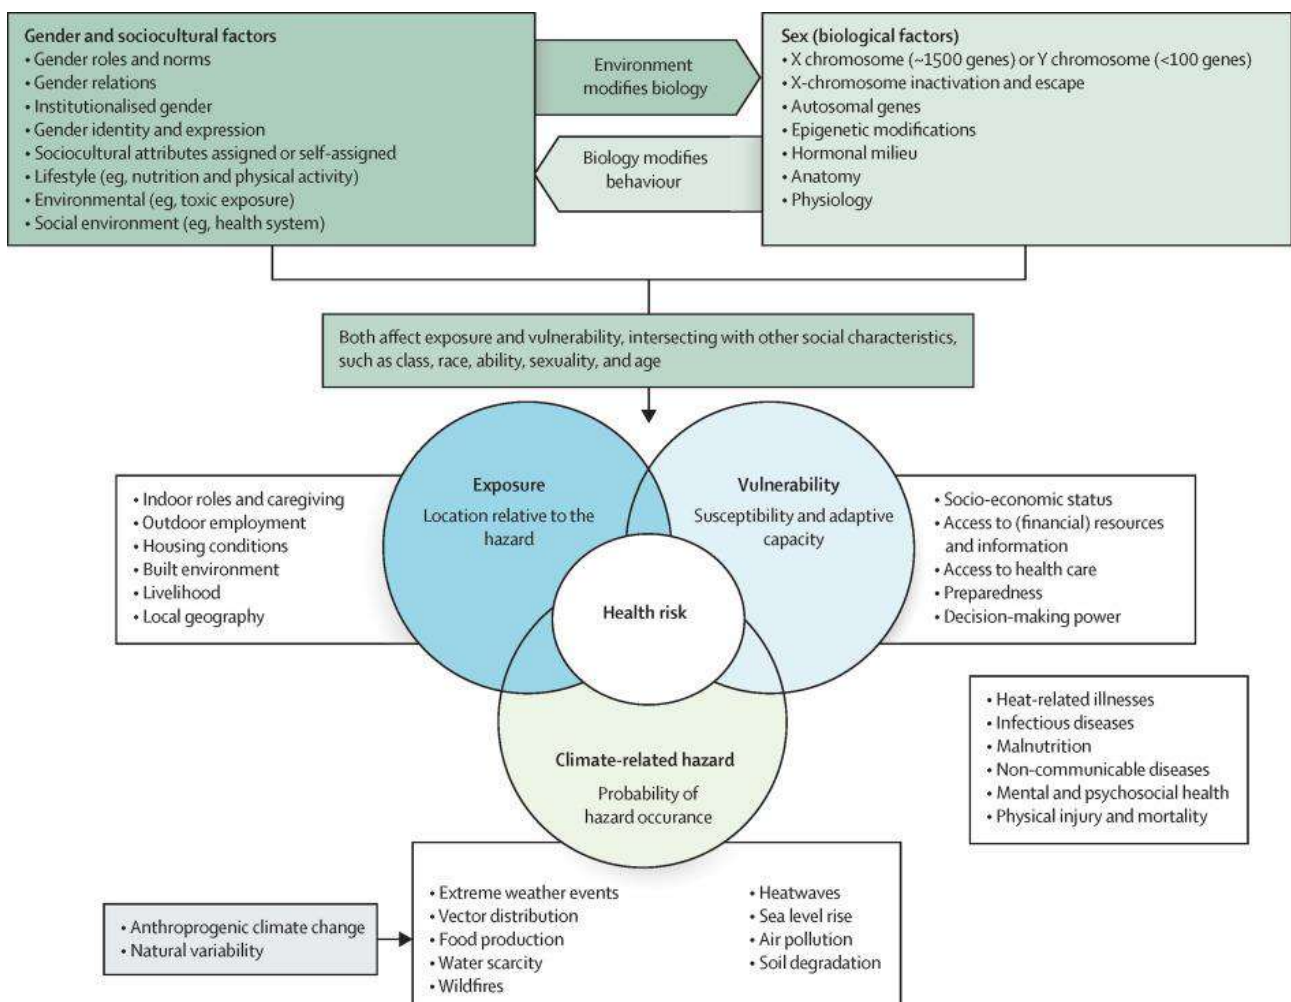 Gender and sociocultural factors
• Gender roles and norms
• Gender relations
• Institutionalised gender
• Gender identity and expression
• Sociocultural attributes assigned or self-assigned
• Lifestyle (eg, nutrition and physical activity)
• Environmental (eg, toxic exposure)
• Social environment (eg, health system)
Environment
modifies biology
Biology modifies
behaviour
Sex (biological factors)
• X chromosome (~1500 genes) or Y chromosome (<100 genes)
• X-chromosome inactivation and escape
• Autosomal genes
• Epigenetic modifications
• Hormonal milieu
• Anatomy
• Physiology
Both affect exposure and vulnerability, intersecting with other social characteristics,
such as class, race, ability, sexuality, and age
• Indoor roles and caregiving
• Outdoor employment
• Housing conditions
• Built environment
• Livelihood
• Local geography
Exposure
Location relative to the
hazard
Vulnerability
Susceptibility and adaptive
capacity
• Socio-economic status
• Access to (financial) resources
and information
• Access to health care
• Preparedness
• Decision-making power
Health risk
Climate-related hazard
Probability of
hazard occurance
• Heat-related illnesses
• Infectious diseases
• Malnutrition
• Non-communicable diseases
• Mental and psychosocial health
• Physical injury and mortality
• Anthroprogenic climate change
• Natural variability
• Extreme weather events
• Vector distribution
• Food production
• Water scarcity
• Wildfires
• Heatwaves
• Sea level rise
• Air pollution
• Soil degradation